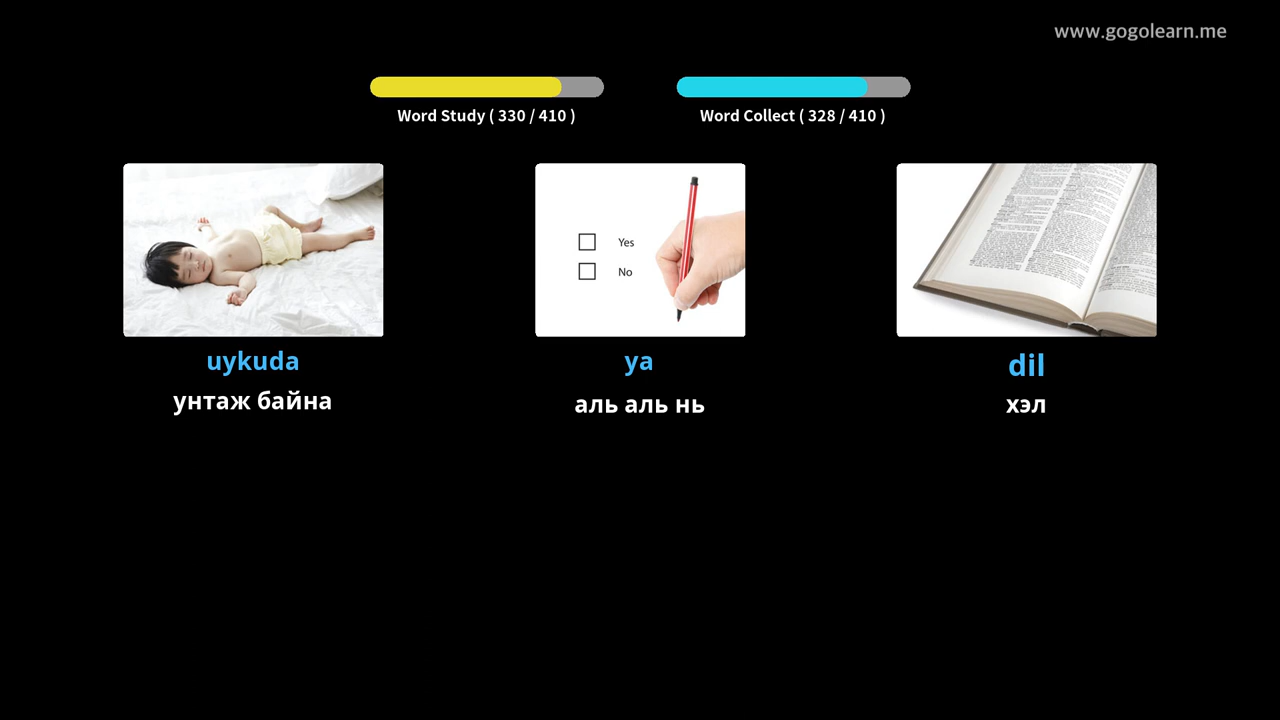 www.gogolearn.me
Word Study ( 330 / 410 )
Word Collect ( 328 / 410 )
Yes
No
uykuda
ya
dil
унтаж байна
аль аль нь
хэл